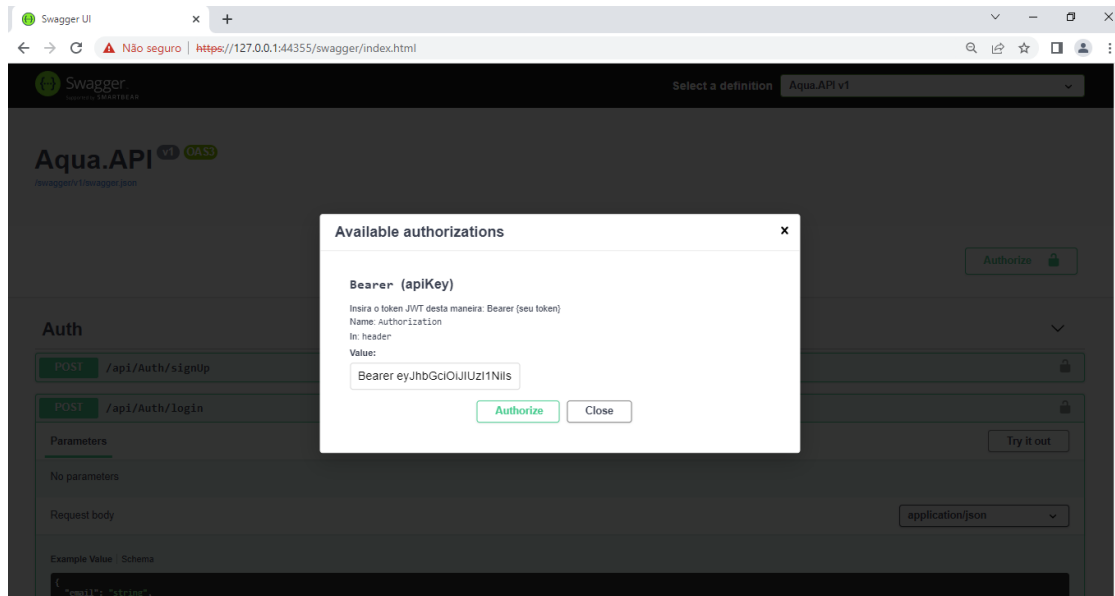 Swagger UI
Não seguro | https://127.0.0.1:44355/swagger/index.html
Swagger
Supported by SMARTBEAR
Select a definition Aqua.API v1
Aqua.API v1 OAS3
/swagger/v1/swagger.json
Available authorizations x
Authorize
Bearer (apiKey)
Insira o token JWT desta maneira: Bearer {seu token}
Name: Authorization
In: header
Value:
Bearer eyJhbGciOiJIUzI1NiIs
Authorize Close
Auth
POST /api/Auth/signUp
POST /api/Auth/login
Parameters Try it out
No parameters
Request body application/json
Example Value | Schema
{
"email": "string",